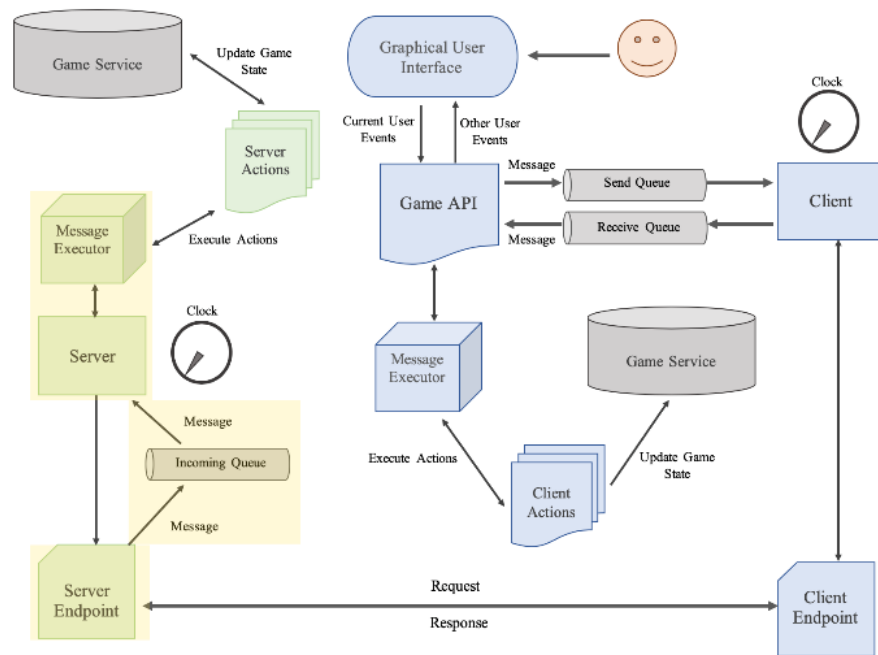 Game Service
Update Game
State
Graphical User
Interface
Clock
Current User
Events
Other User
Events
Server
Actions
Message
Send Queue
Game API
Client
Receive Queue
Message
Message
Executor
Execute Actions
Clock
Server
Message
Executor
Game Service
Message
Incoming Queue
Execute Actions
Update Game
State
Client
Actions
Message
Server
Endpoint
Request
Response
Client
Endpoint